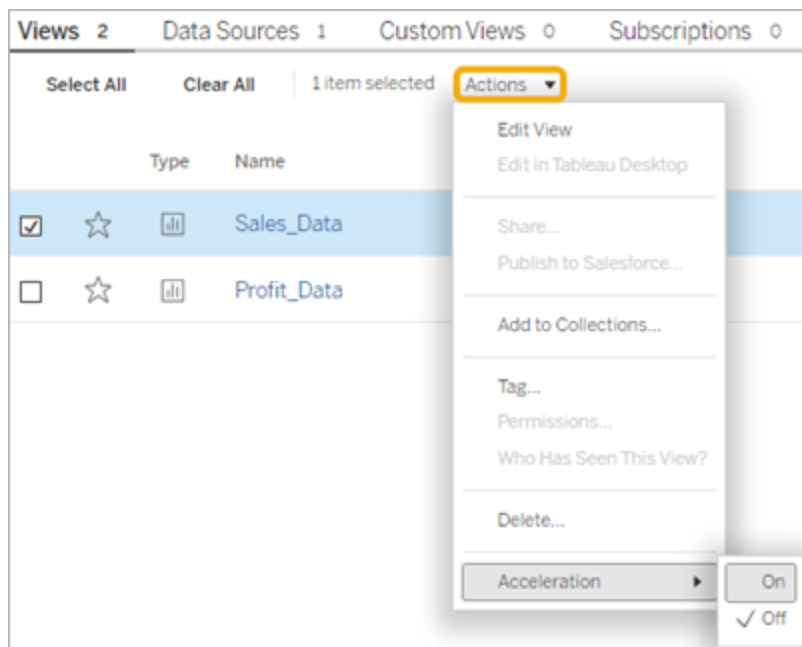 Views 2 Data Sources 1 Custom Views 0 Subscriptions 0
Select All Clear All 1 item selected Actions
Edit View
Edit in Tableau Desktop
Type Name
Share...
Sales_Data
Publish to Salesforce...
Profit_Data
Add to Collections...
Tag...
Permissions...
Who Has Seen This View?
Delete...
Acceleration On
Off